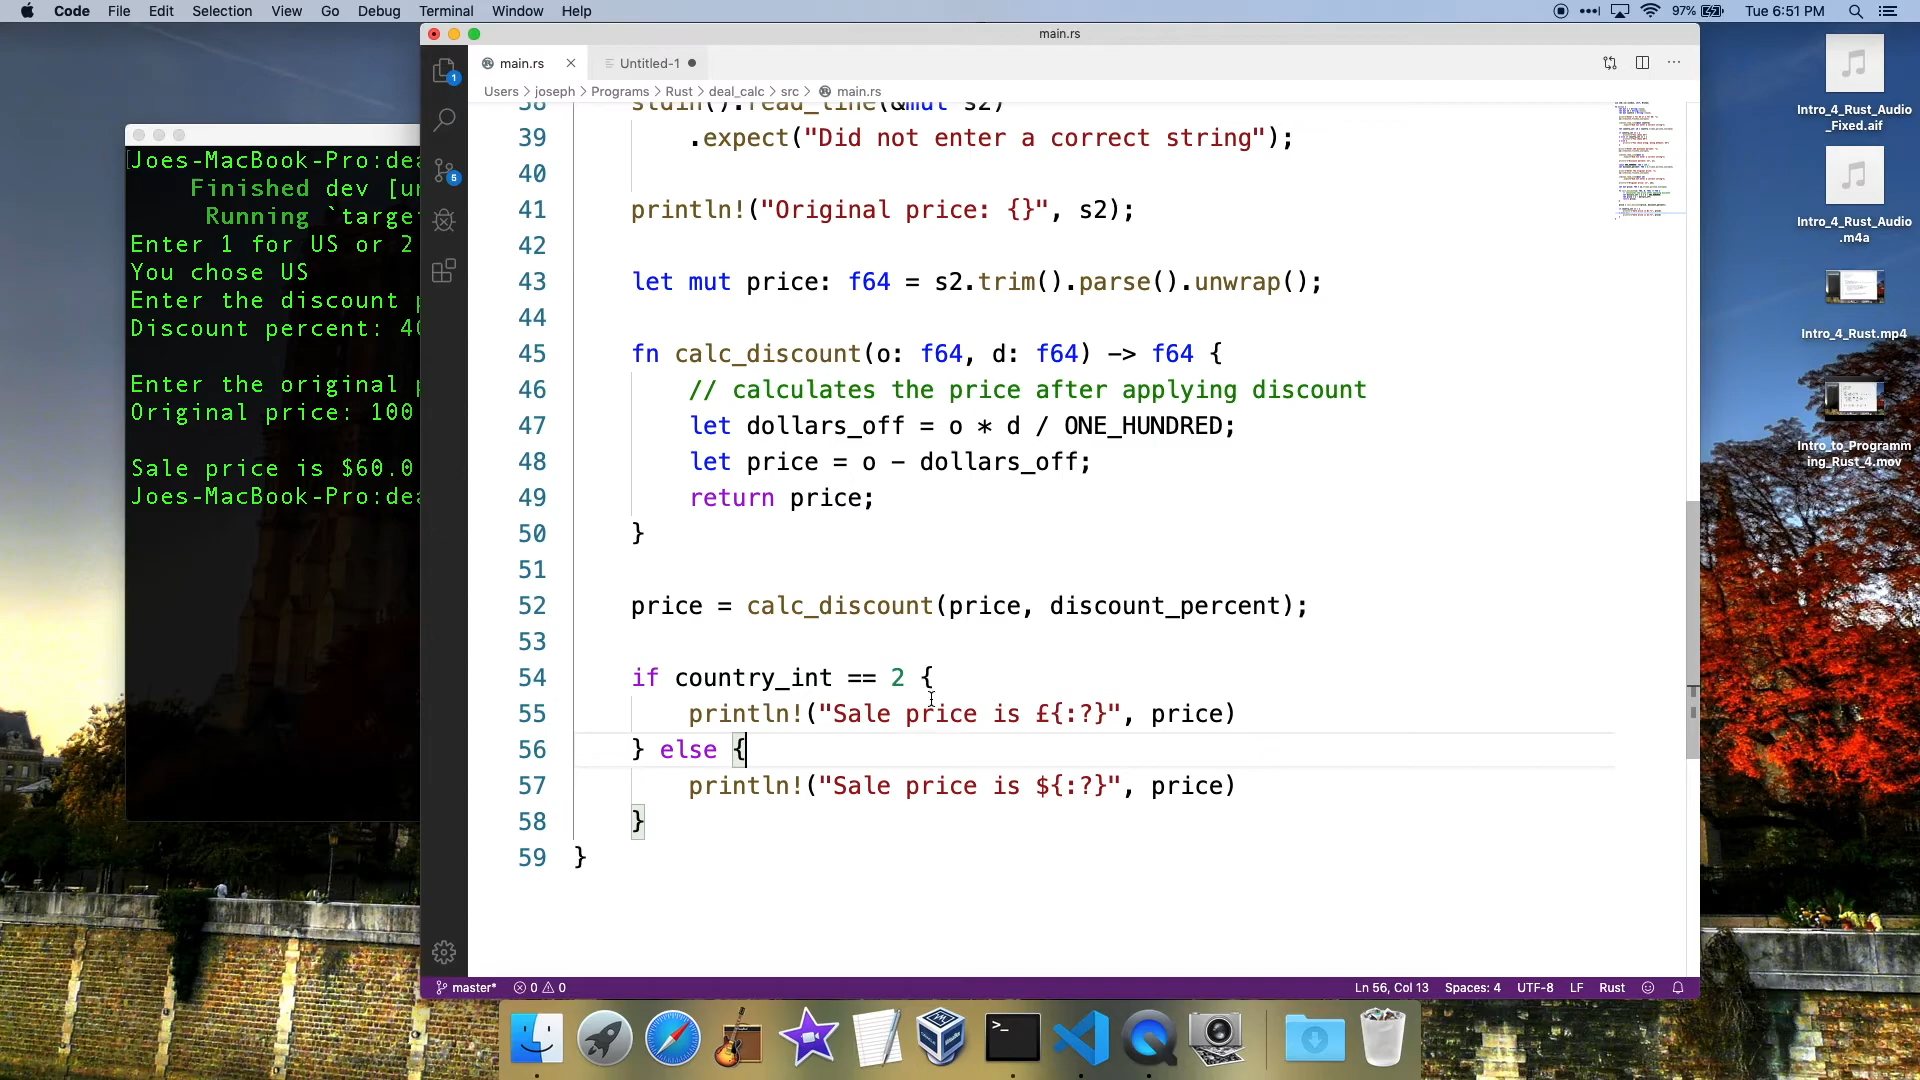 Code File Edit Selection View Go Debug Terminal Window Help
97% Tue 6:51 PM
main.rs
main.rs Untitled-1
Users > joseph > Programs > Rust > deal_calc > src > main.rs
38 stdin().read_line(&mut s2)
39 .expect("Did not enter a correct string");
40
41 println!("Original price: {}", s2);
42
43 let mut price: f64 = s2.trim().parse().unwrap();
44
45 fn calc_discount(o: f64, d: f64) -> f64 {
46 // calculates the price after applying discount
47 let dollars_off = o * d / ONE_HUNDRED;
48 let price = o - dollars_off;
49 return price;
50 }
51
52 price = calc_discount(price, discount_percent);
53
54 if country_int == 2 {
55 println!("Sale price is £{:?}", price)
56 } else {
57 println!("Sale price is ${:?}", price)
58 }
59 }
1
5
master* 0 0
Ln 56, Col 13 Spaces: 4 UTF-8 LF Rust
Joes-MacBook-Pro:dea
Finished dev [un
Running `targe
Enter 1 for US or 2
You chose US
Enter the discount p
Discount percent: 40
Enter the original p
Original price: 100
Sale price is $60.0
Joes-MacBook-Pro:dea
Intro_4_Rust_Audio
_Fixed.aif
Intro_4_Rust_Audio
.m4a
Intro_4_Rust.mp4
Intro_to_Programm
ing_Rust_4.mov